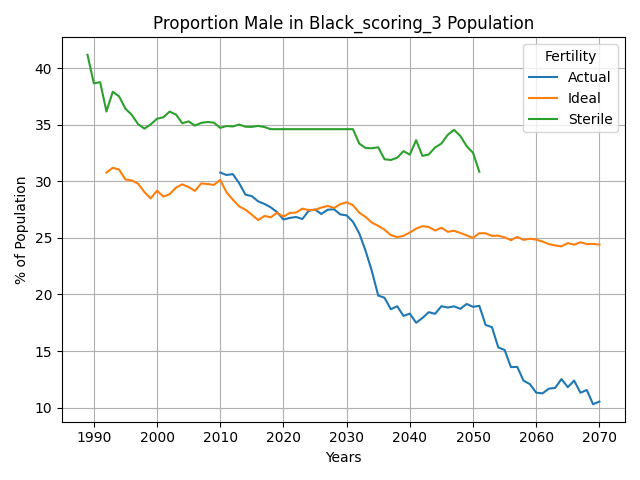 Proportion Male in Black_scoring_3 Population
Fertility
Actual
Ideal
Sterile
% of Population
40
35
30
25
20
15
10
1990 2000 2010 2020 2030 2040 2050 2060 2070
Years